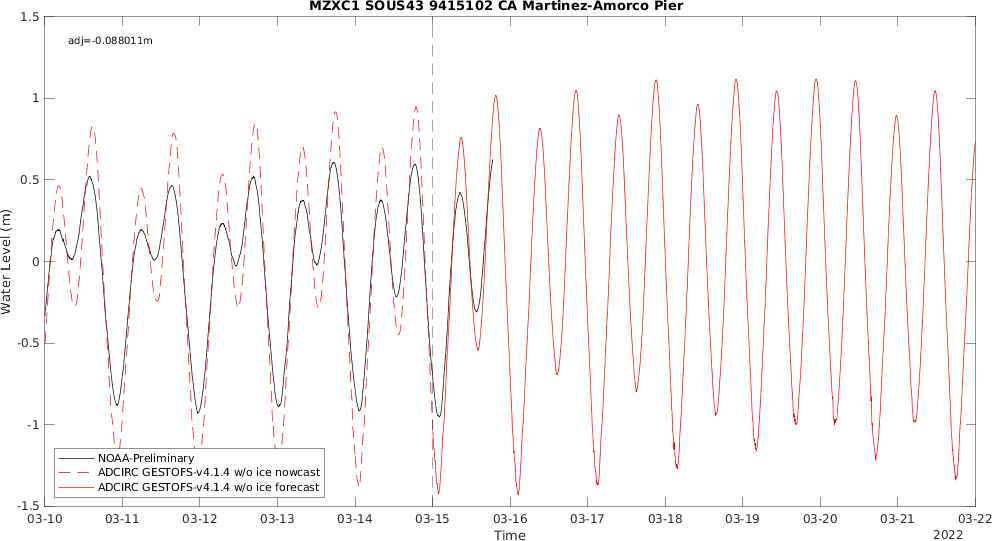 MZXC1 SOUS43 9415102 CA Martinez-Amorco Pier
adj=-0.088011m
1.5
1
0.5
0
-0.5
-1
-1.5
Water Level (m)
NOAA-Preliminary
ADCIRC GESTOFS-v4.1.4 w/o ice nowcast
ADCIRC GESTOFS-v4.1.4 w/o ice forecast
03-10 03-11 03-12 03-13 03-14 03-15 03-16 03-17 03-18 03-19 03-20 03-21 03-22
Time
2022